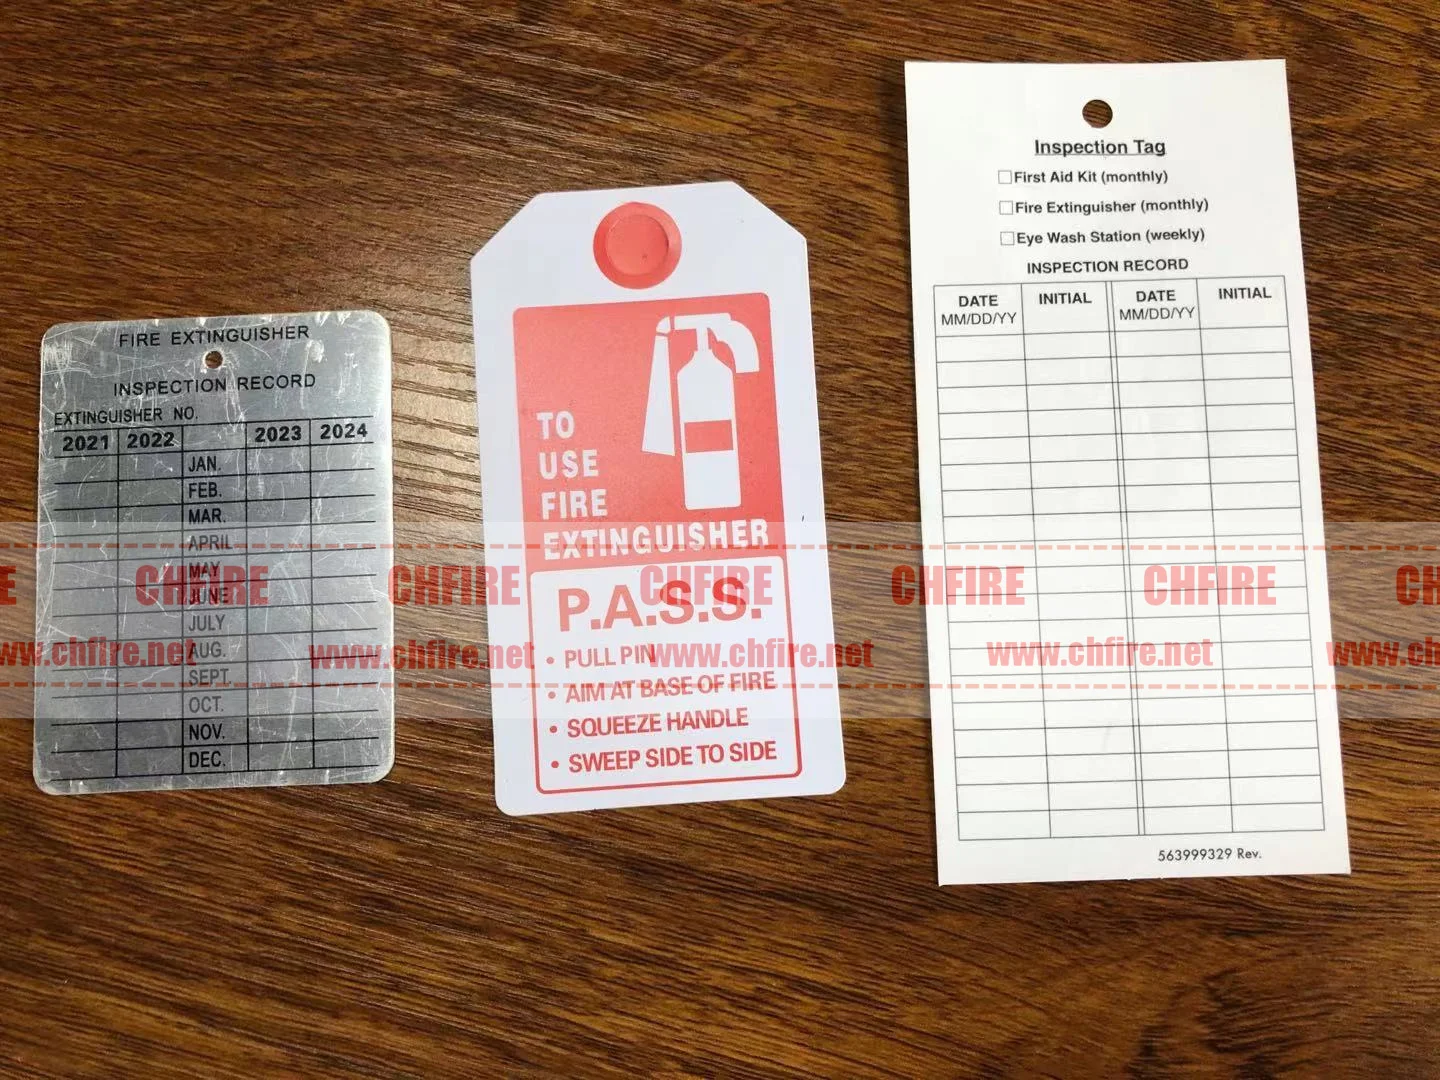 FIRE EXTINGUISHER
INSPECTION RECORD
EXTINGUISHER NO.
2021 2022 2023 2024
JAN.
FEB.
MAR.
APRIL
MAY
JUNE
JULY
AUG.
SEPT.
OCT.
NOV.
DEC.
TO
USE
FIRE
EXTINGUISHER
P.A.S.S.
• PULL PIN
• AIM AT BASE OF FIRE
• SQUEEZE HANDLE
• SWEEP SIDE TO SIDE
Inspection Tag
First Aid Kit (monthly)
Fire Extinguisher (monthly)
Eye Wash Station (weekly)
INSPECTION RECORD
DATE INITIAL DATE INITIAL
MM/DD/YY MM/DD/YY
563999329 Rev.
E CHFIRE CHFIRE CHFIRE CHFIRE CHFIRE CH
ww.chfire.net www.chfire.net www.chfire.net www.chfire.net www.ch